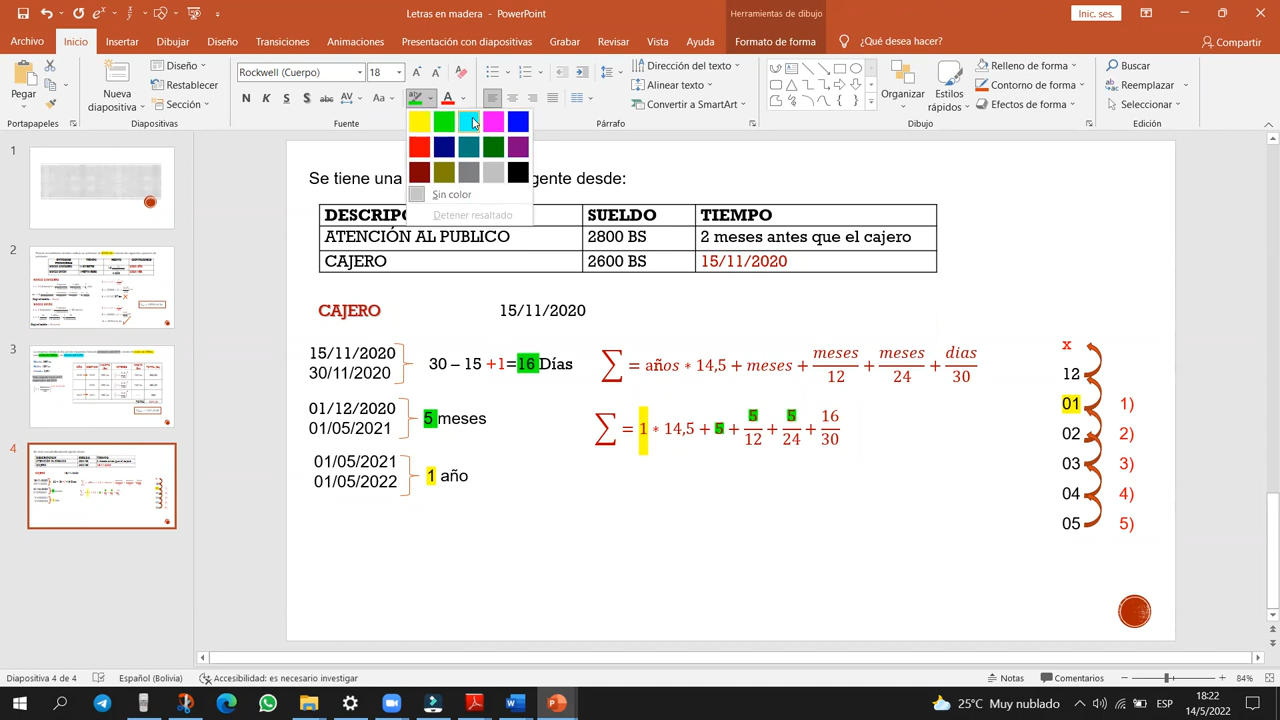 Letras en madera - PowerPoint
Herramientas de dibujo
Inic. ses.
Archivo Inicio Insertar Dibujar Diseño Transiciones Animaciones Presentación con diapositivas Grabar Revisar Vista Ayuda Formato de forma ¿Qué desea hacer? Compartir
Pegar
Portapapeles
Nueva diapositiva
Diseño
Restablecer
Sección
Diapositivas
Rockwell (Cuerpo) 18
N K S S abc AV Aa A
Fuente
Dirección del texto
Alinear texto
Convertir a SmartArt
Párrafo
Organizar
Estilos rápidos
Relleno de forma
Contorno de forma
Efectos de forma
Dibujo
Buscar
Reemplazar
Seleccionar
Edición
Sin color
Detener resaltado
1
2
3
4
Se tiene una
gente desde:
DESCRIPC SUELDO TIEMPO
ATENCIÓN AL PUBLICO 2800 BS 2 meses antes que el cajero
CAJERO 2600 BS 15/11/2020
CAJERO 15/11/2020
15/11/2020
30/11/2020
30 – 15 +1=16 Días
∑ = años ∗ 14,5 + meses + meses/12 + meses/24 + dias/30
01/12/2020
01/05/2021
5 meses
∑ = 1 ∗ 14,5 + 5 + 5/12 + 5/24 + 16/30
01/05/2021
01/05/2022
1 año
x
12
01 1)
02 2)
03 3)
04 4)
05 5)
Diapositiva 4 de 4 Español (Bolivia) Accesibilidad: es necesario investigar Notas Comentarios 84%
25°C Muy nublado ESP 18:22
14/5/2022